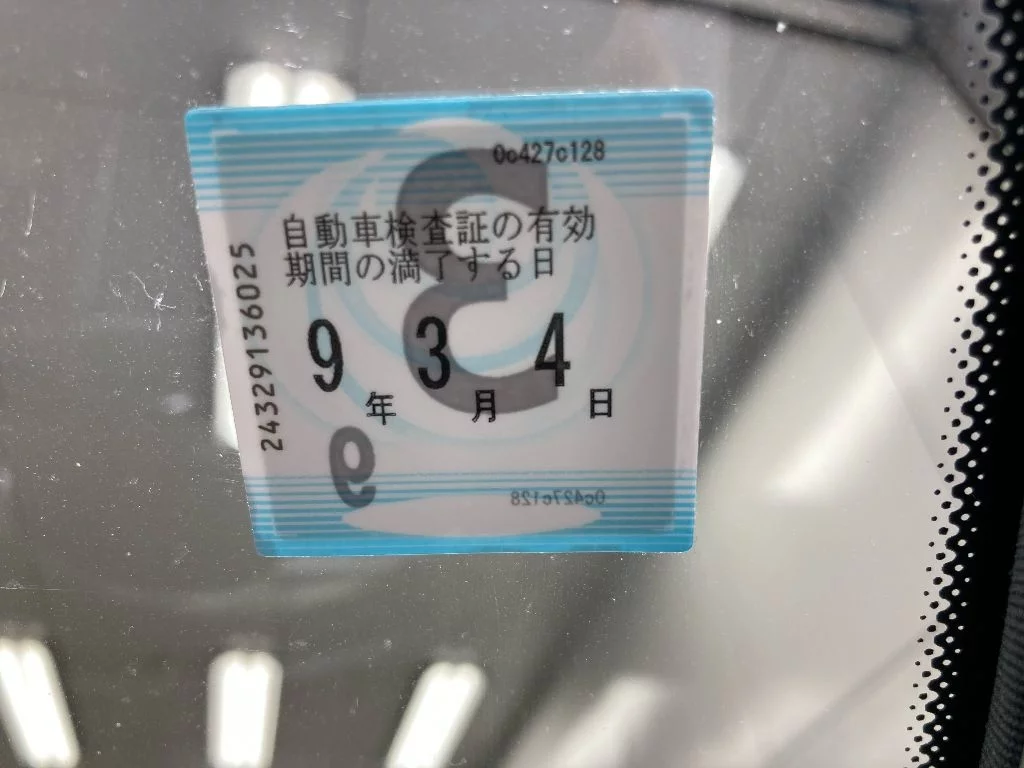 0c427c128
自動車検査証の有効
期間の満了する日
9年 3月 4日
24329136025
3
9
0c427c128